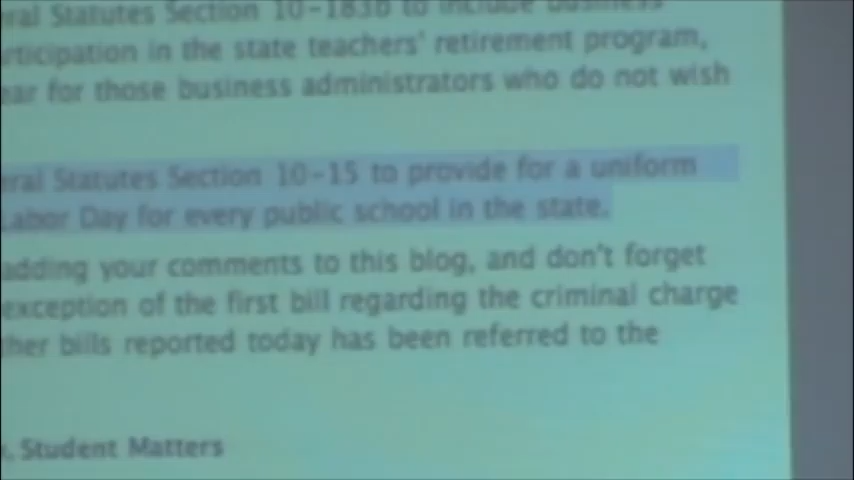 eral Statutes Section 10-183b to include business
rticipation in the state teachers' retirement program,
ear for those business administrators who do not wish
eral Statutes Section 10-15 to provide for a uniform
Labor Day for every public school in the state.
adding your comments to this blog, and don't forget
exception of the first bill regarding the criminal charge
ther bills reported today has been referred to the
, Student Matters